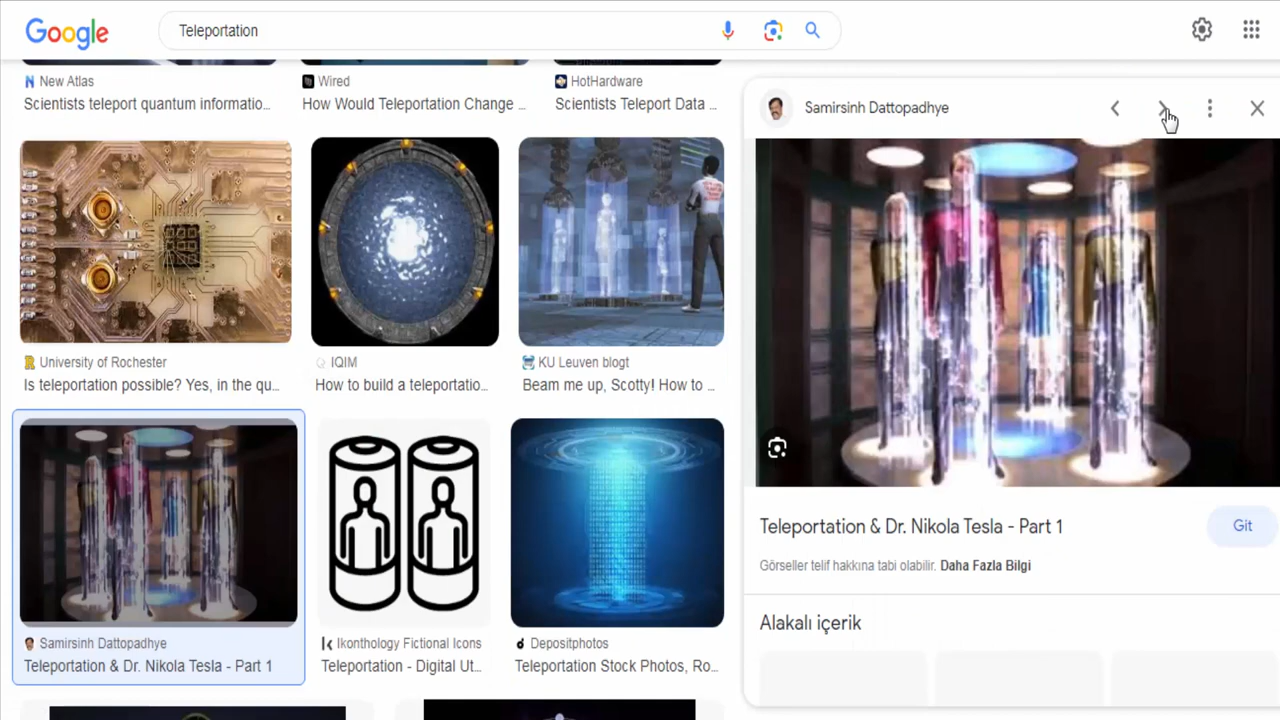 Google
Teleportation
New Atlas
Scientists teleport quantum informatio...
Wired
How Would Teleportation Change ...
HotHardware
Scientists Teleport Data ...
University of Rochester
Is teleportation possible? Yes, in the qu...
IQIM
How to build a teleportatio...
KU Leuven blogt
Beam me up, Scotty! How to ...
Samirsinh Dattopadhye
Teleportation & Dr. Nikola Tesla - Part 1
Ikonthology Fictional Icons
Teleportation - Digital Ut...
Depositphotos
Teleportation Stock Photos, Ro...
Samirsinh Dattopadhye
Teleportation & Dr. Nikola Tesla - Part 1
Git
Görseller telif hakkına tabi olabilir. Daha Fazla Bilgi
Alakalı içerik